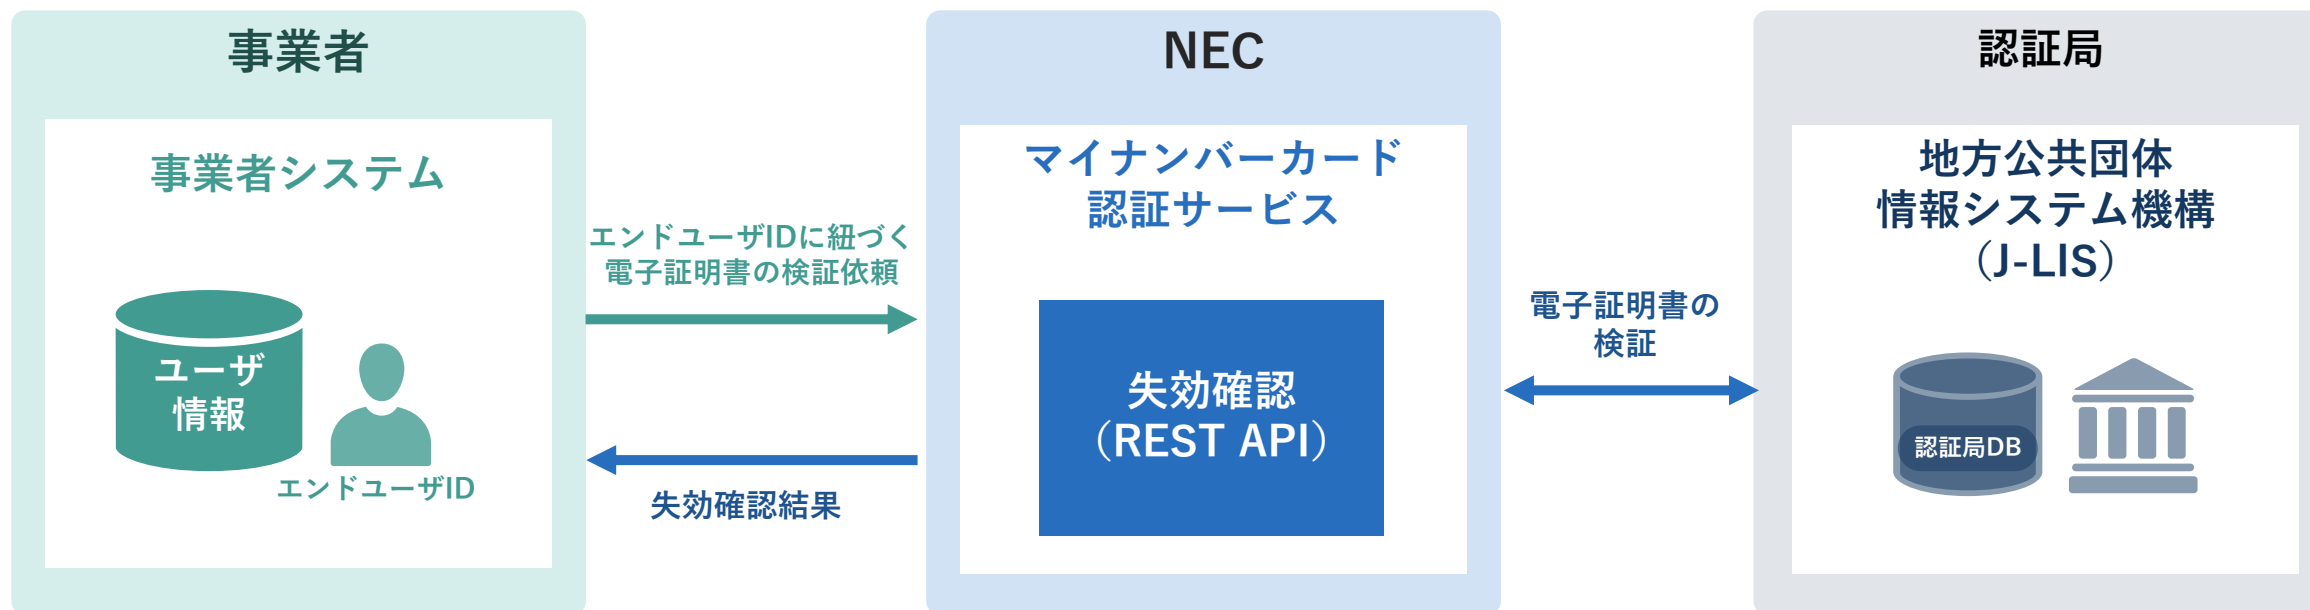 事業者
事業者システム
ユーザ
情報
エンドユーザID
エンドユーザIDに紐づく
電子証明書の検証依頼
失効確認結果
NEC
マイナンバーカード
認証サービス
失効確認
（REST API）
電子証明書の
検証
認証局
地方公共団体
情報システム機構
（J-LIS）
認証局DB